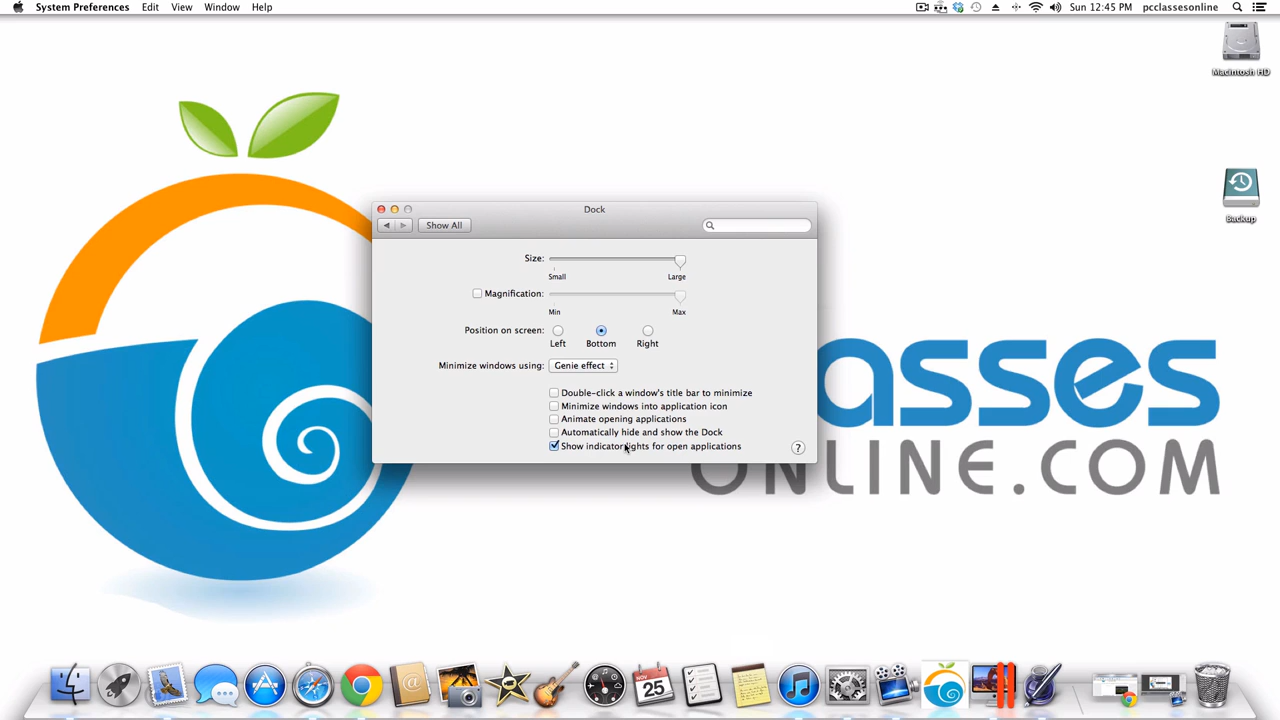 System Preferences Edit View Window Help Sun 12:45 PM pcclassesonline
Macintosh HD
Backup
Dock
Show All
Size:
Small Large
Magnification:
Min Max
Position on screen:
Left Bottom Right
Minimize windows using: Genie effect
Double-click a window's title bar to minimize
Minimize windows into application icon
Animate opening applications
Automatically hide and show the Dock
Show indicator lights for open applications
?
asses
ONLINE.COM
NOV
25